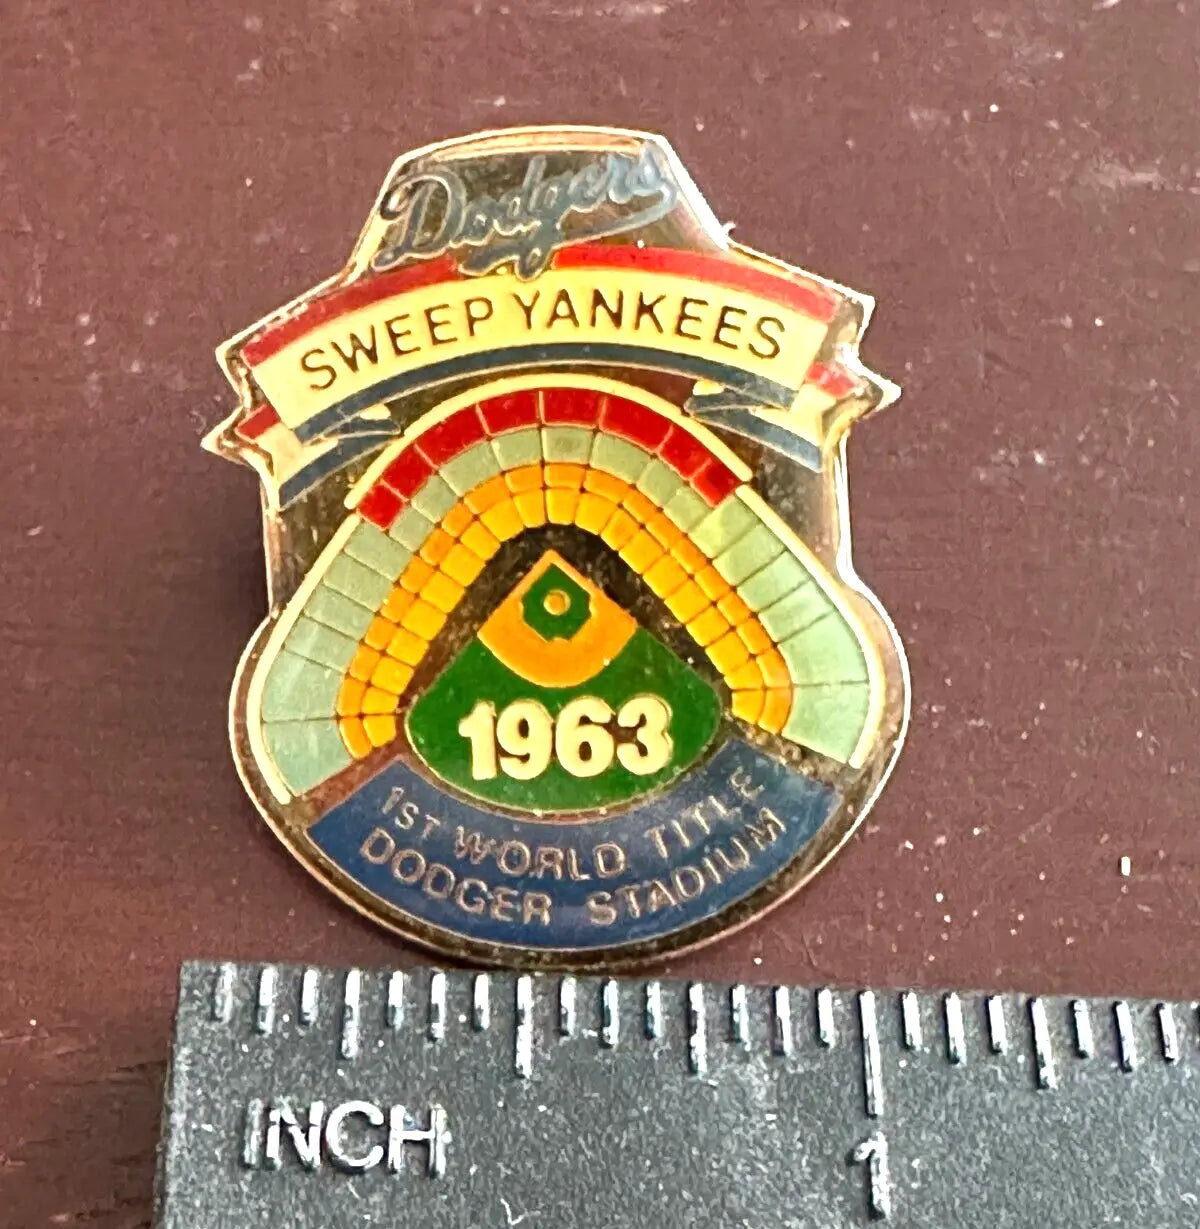 Dodgers
SWEEP YANKEES
1963
1ST WORLD TITLE
DODGER STADIUM
INCH
1